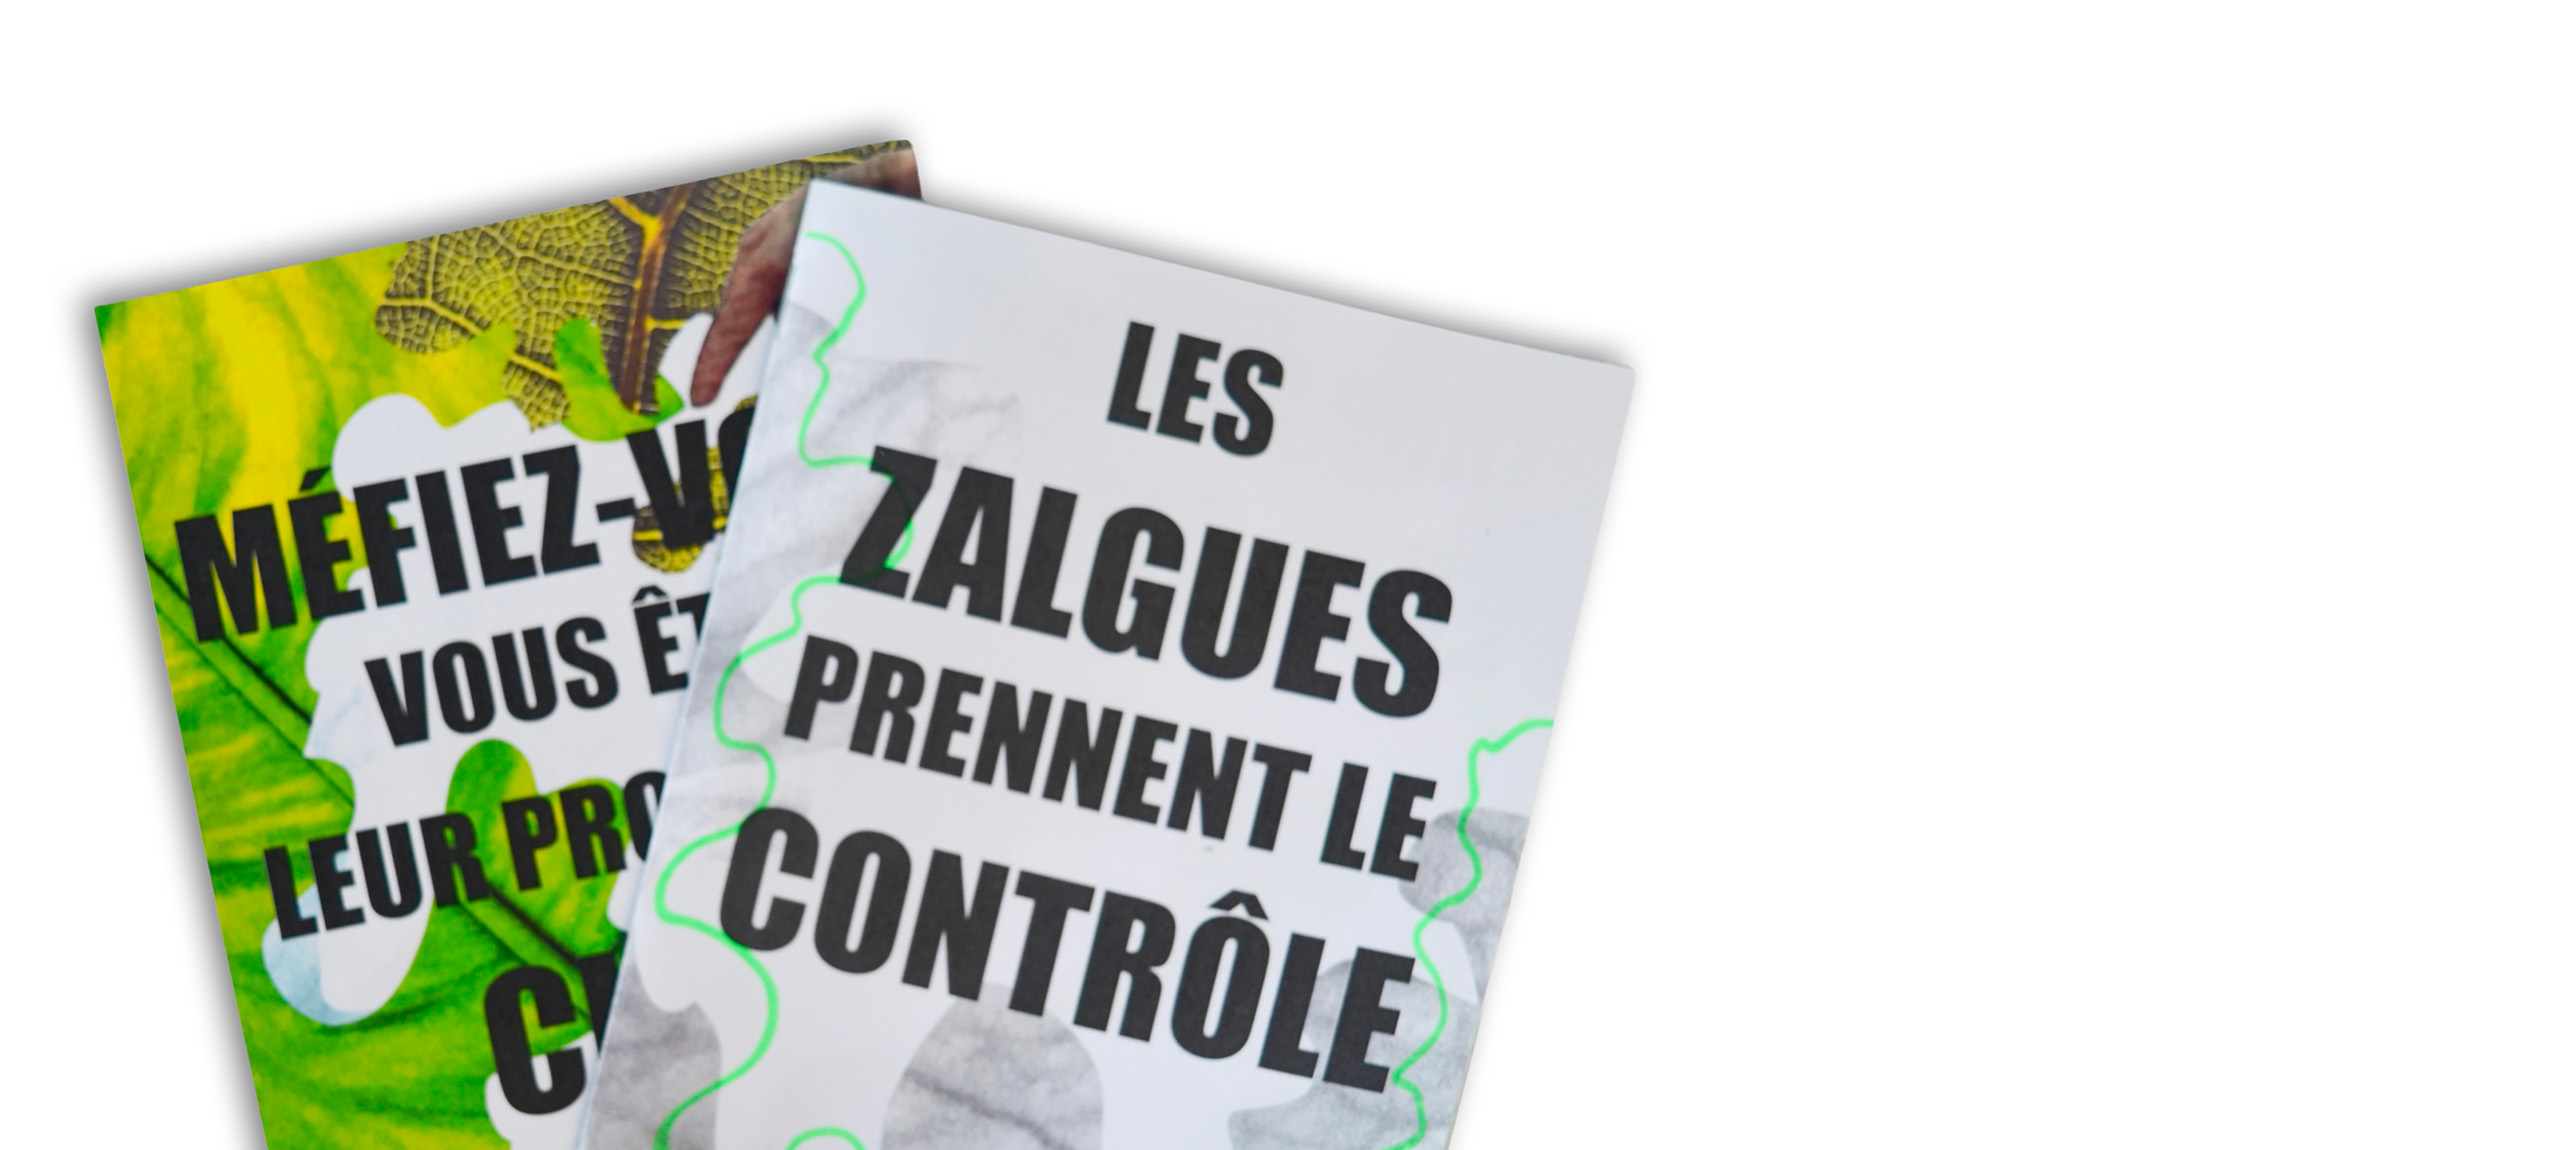 MÉFIEZ-VO
VOUS ÊT
LEUR PRO
LES
ZALGUES
PRENNENT LE
CONTRÔLE